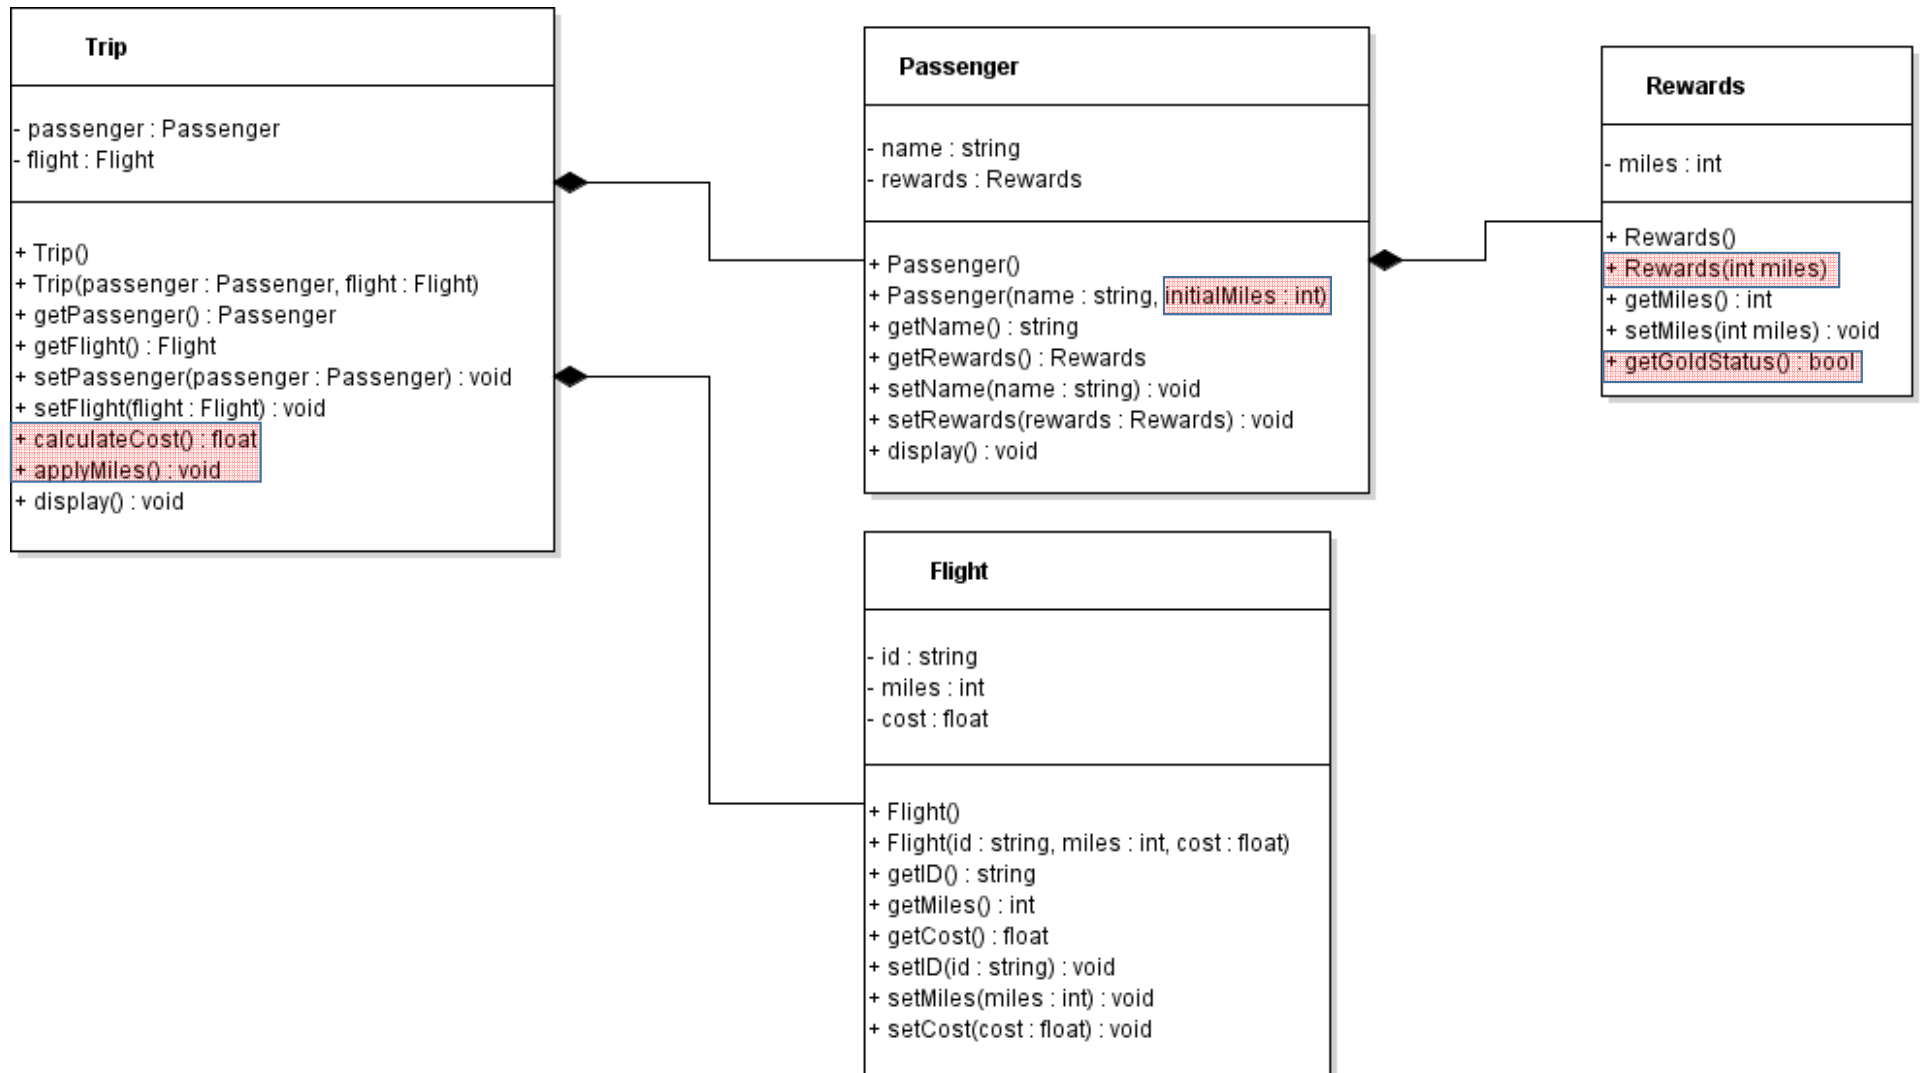 Trip
- passenger : Passenger
- flight : Flight
+ Trip()
+ Trip(passenger : Passenger, flight : Flight)
+ getPassenger() : Passenger
+ getFlight() : Flight
+ setPassenger(passenger : Passenger) : void
+ setFlight(flight : Flight) : void
+ calculateCost() : float
+ applyMiles() : void
+ display() : void
Passenger
- name : string
- rewards : Rewards
+ Passenger()
+ Passenger(name : string, initialMiles : int)
+ getName() : string
+ getRewards() : Rewards
+ setName(name : string) : void
+ setRewards(rewards : Rewards) : void
+ display() : void
Rewards
- miles : int
+ Rewards()
+ Rewards(int miles)
+ getMiles() : int
+ setMiles(int miles) : void
+ getGoldStatus() : bool
Flight
- id : string
- miles : int
- cost : float
+ Flight()
+ Flight(id : string, miles : int, cost : float)
+ getID() : string
+ getMiles() : int
+ getCost() : float
+ setID(id : string) : void
+ setMiles(miles : int) : void
+ setCost(cost : float) : void